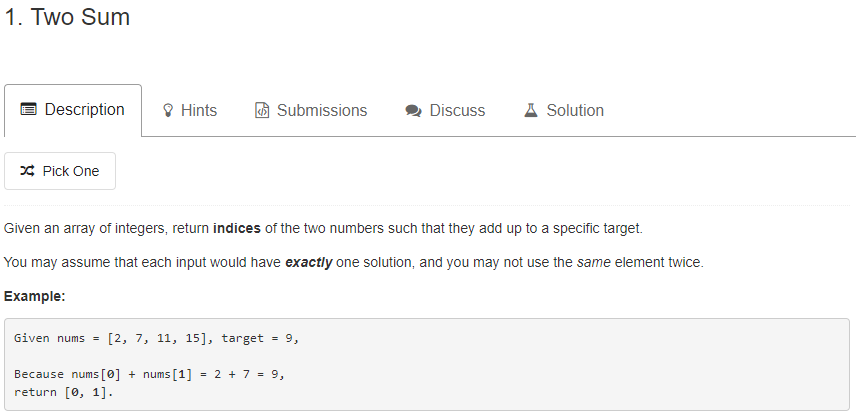 1. Two Sum
Description Hints Submissions Discuss Solution
Pick One
Given an array of integers, return indices of the two numbers such that they add up to a specific target.
You may assume that each input would have exactly one solution, and you may not use the same element twice.
Example:
Given nums = [2, 7, 11, 15], target = 9,
Because nums[0] + nums[1] = 2 + 7 = 9,
return [0, 1].